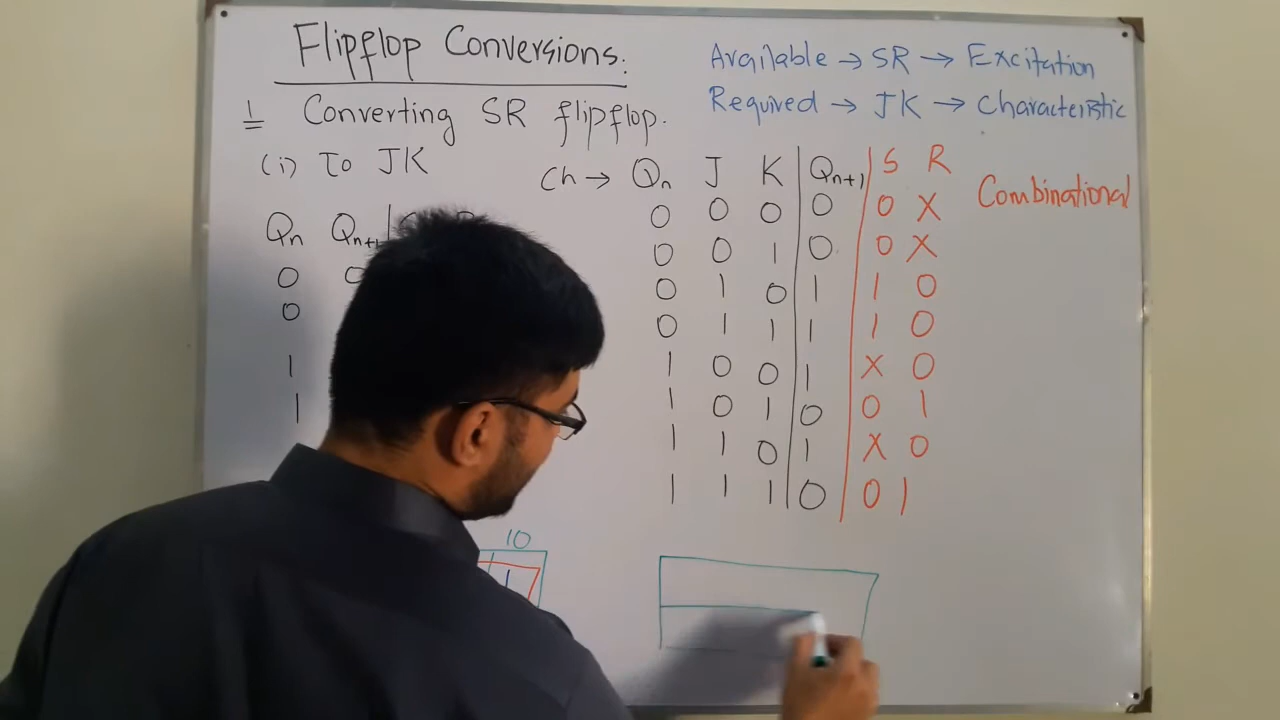 Flipflop Conversions.
Available → SR → Excitation
Required → JK → Characteristic
1 Converting SR flipflop.
(i) To JK
Ch → Qn J K Qn+1 S R
Combinational
0 0 0 0 0 X
0 0 1 0 0 X
0 1 0 1 1 0
0 1 1 1 1 0
1 0 0 1 X 0
1 0 1 0 0 1
1 1 0 1 X 0
1 1 1 0 0 1
Qn Qn+1
0 0
0
1
1
10
1